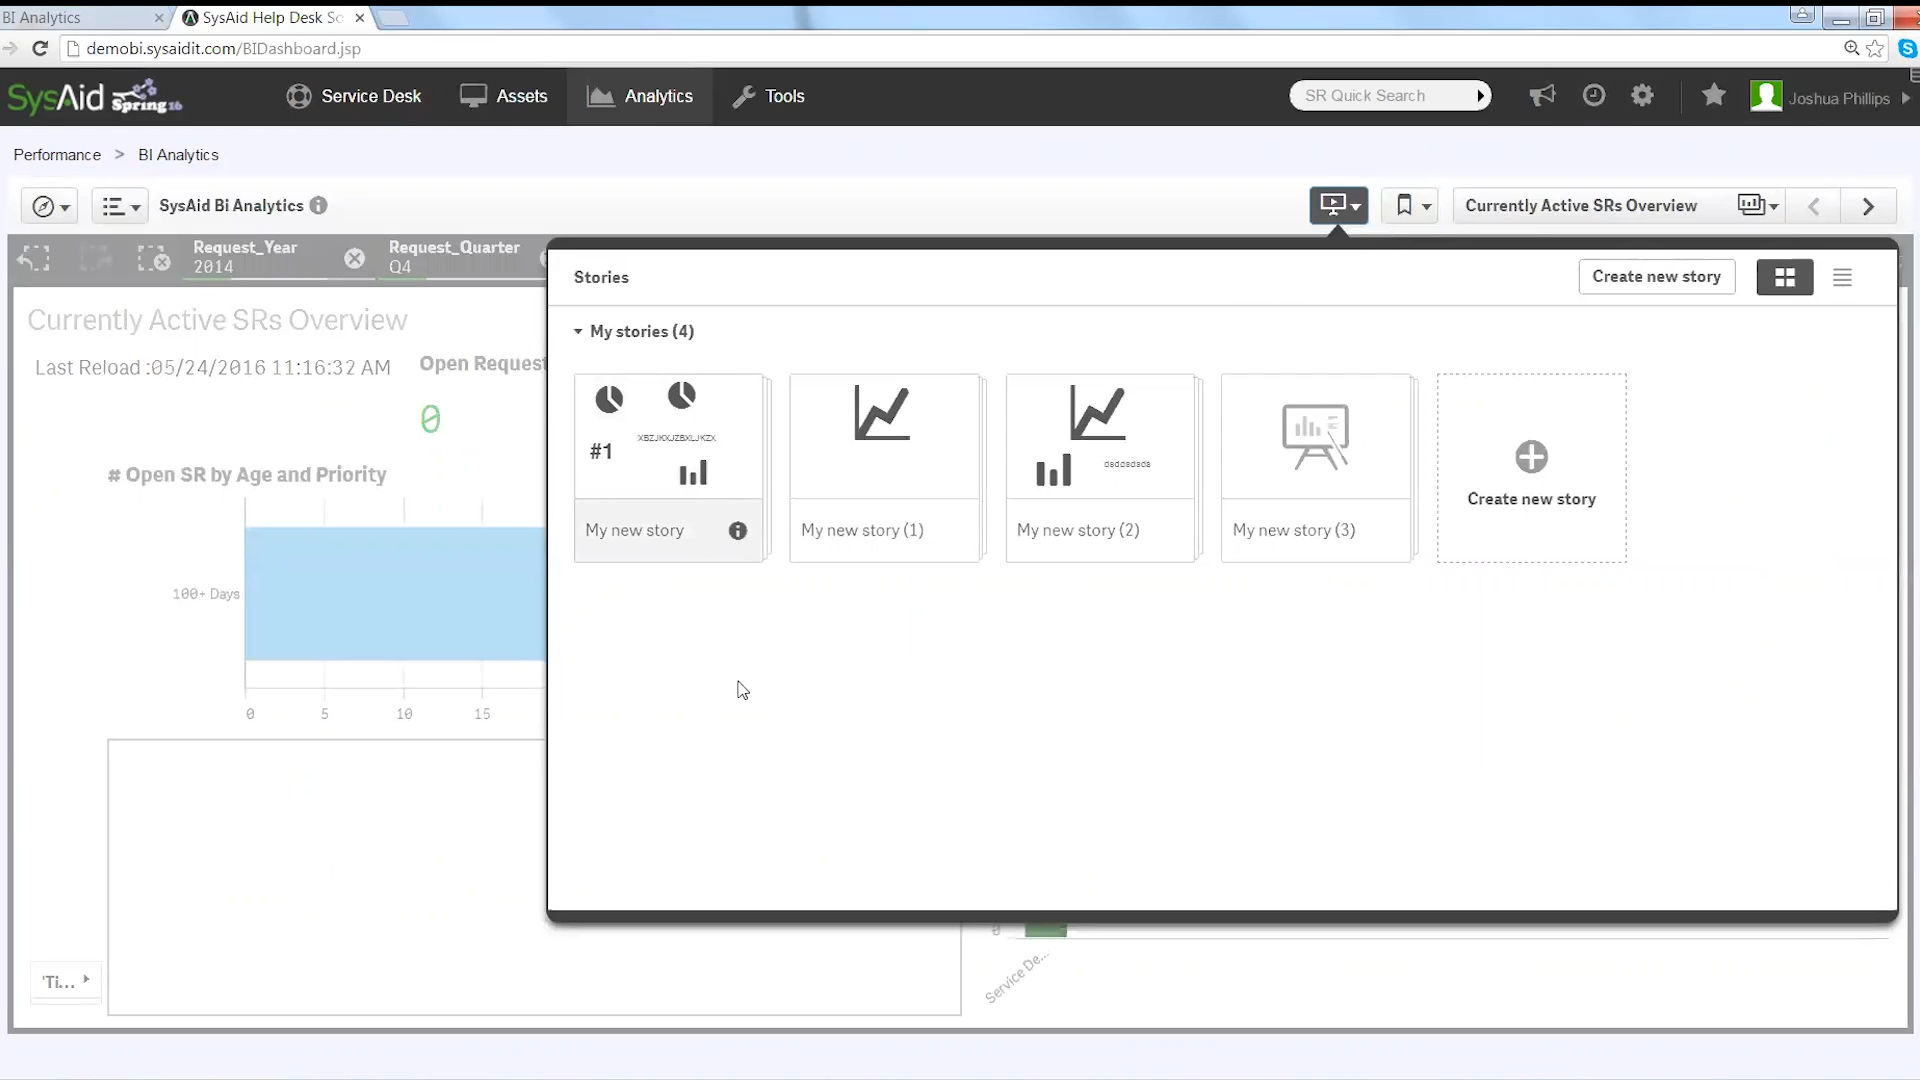 BI Analytics
SysAid Help Desk So
demobi.sysaidit.com/BIDashboard.jsp
SysAid Spring 16
Service Desk
Assets
Analytics
Tools
SR Quick Search
Joshua Phillips
Performance > BI Analytics
SysAid Bi Analytics
Currently Active SRs Overview
Request_Year
2014
Request_Quarter
Q4
Stories
Create new story
Currently Active SRs Overview
Last Reload :05/24/2016 11:16:32 AM
Open Request
0
My stories (4)
#1
XBZJKXJZBXLJKZX
dsddsdsds
My new story
My new story (1)
My new story (2)
My new story (3)
Create new story
# Open SR by Age and Priority
100+ Days
0 5 10 15
'Ti...
0
Service De...